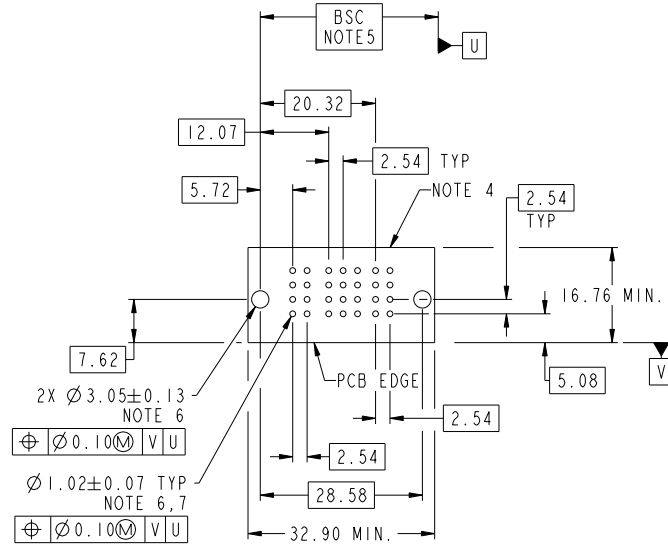 BSC
NOTE5
U
20.32
12.07
2.54 TYP
5.72
NOTE 4
2.54
TYP
16.76 MIN.
7.62
PCB EDGE
5.08
V
2X Ø3.05±0.13
NOTE 6
⌖ Ø0.10Ⓜ V U
2.54
2.54
Ø1.02±0.07 TYP
NOTE 6,7
28.58
⌖ Ø0.10Ⓜ V U
32.90 MIN.